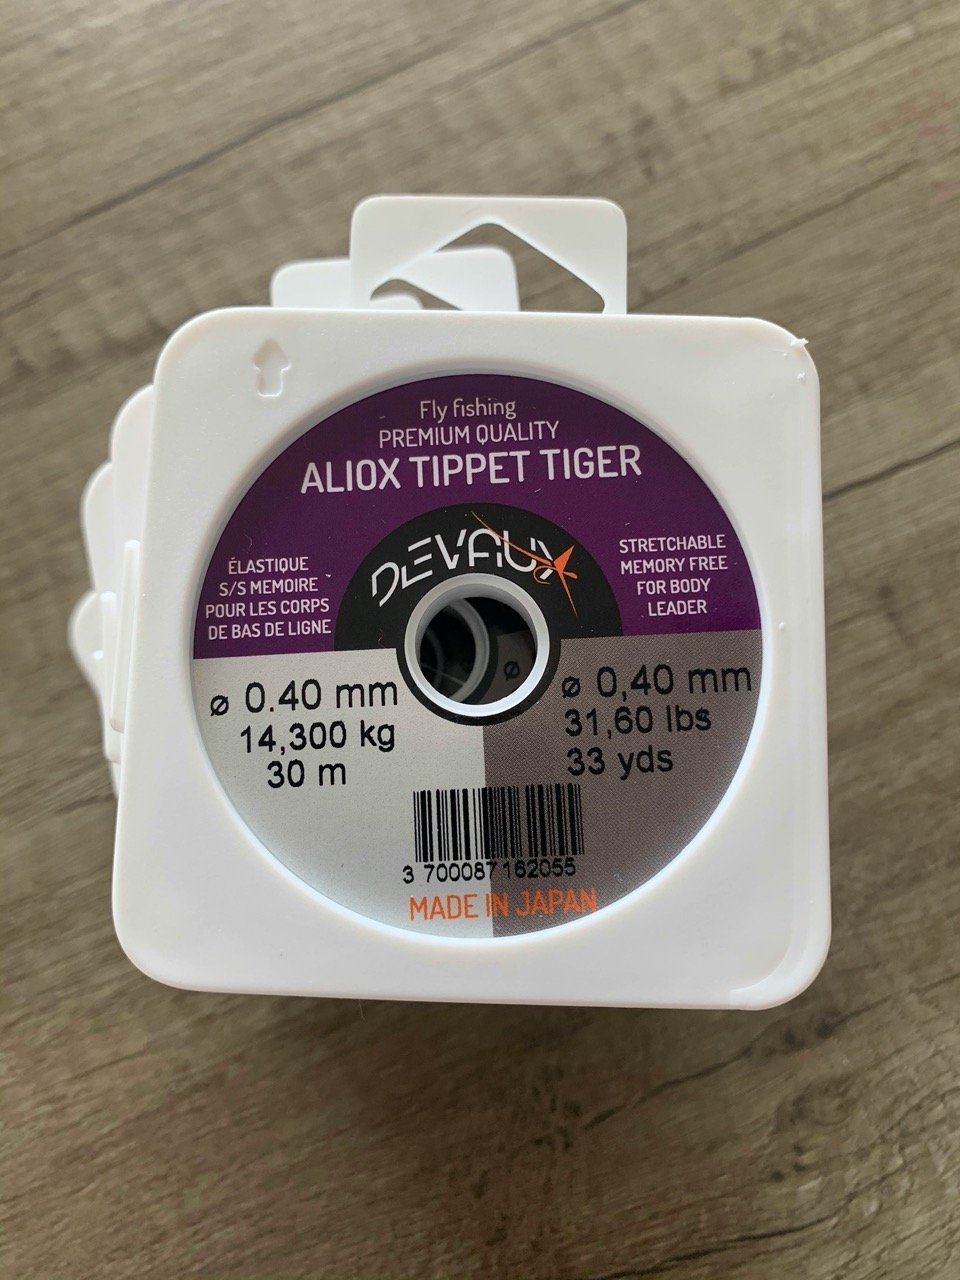 Fly fishing
PREMIUM QUALITY
ALIOX TIPPET TIGER
DEVAUX
ÉLASTIQUE
S/S MEMOIRE
POUR LES CORPS
DE BAS DE LIGNE
STRETCHABLE
MEMORY FREE
FOR BODY
LEADER
ø 0.40 mm
14,300 kg
30 m
ø 0,40 mm
31,60 lbs
33 yds
3 700087 162055
MADE IN JAPAN